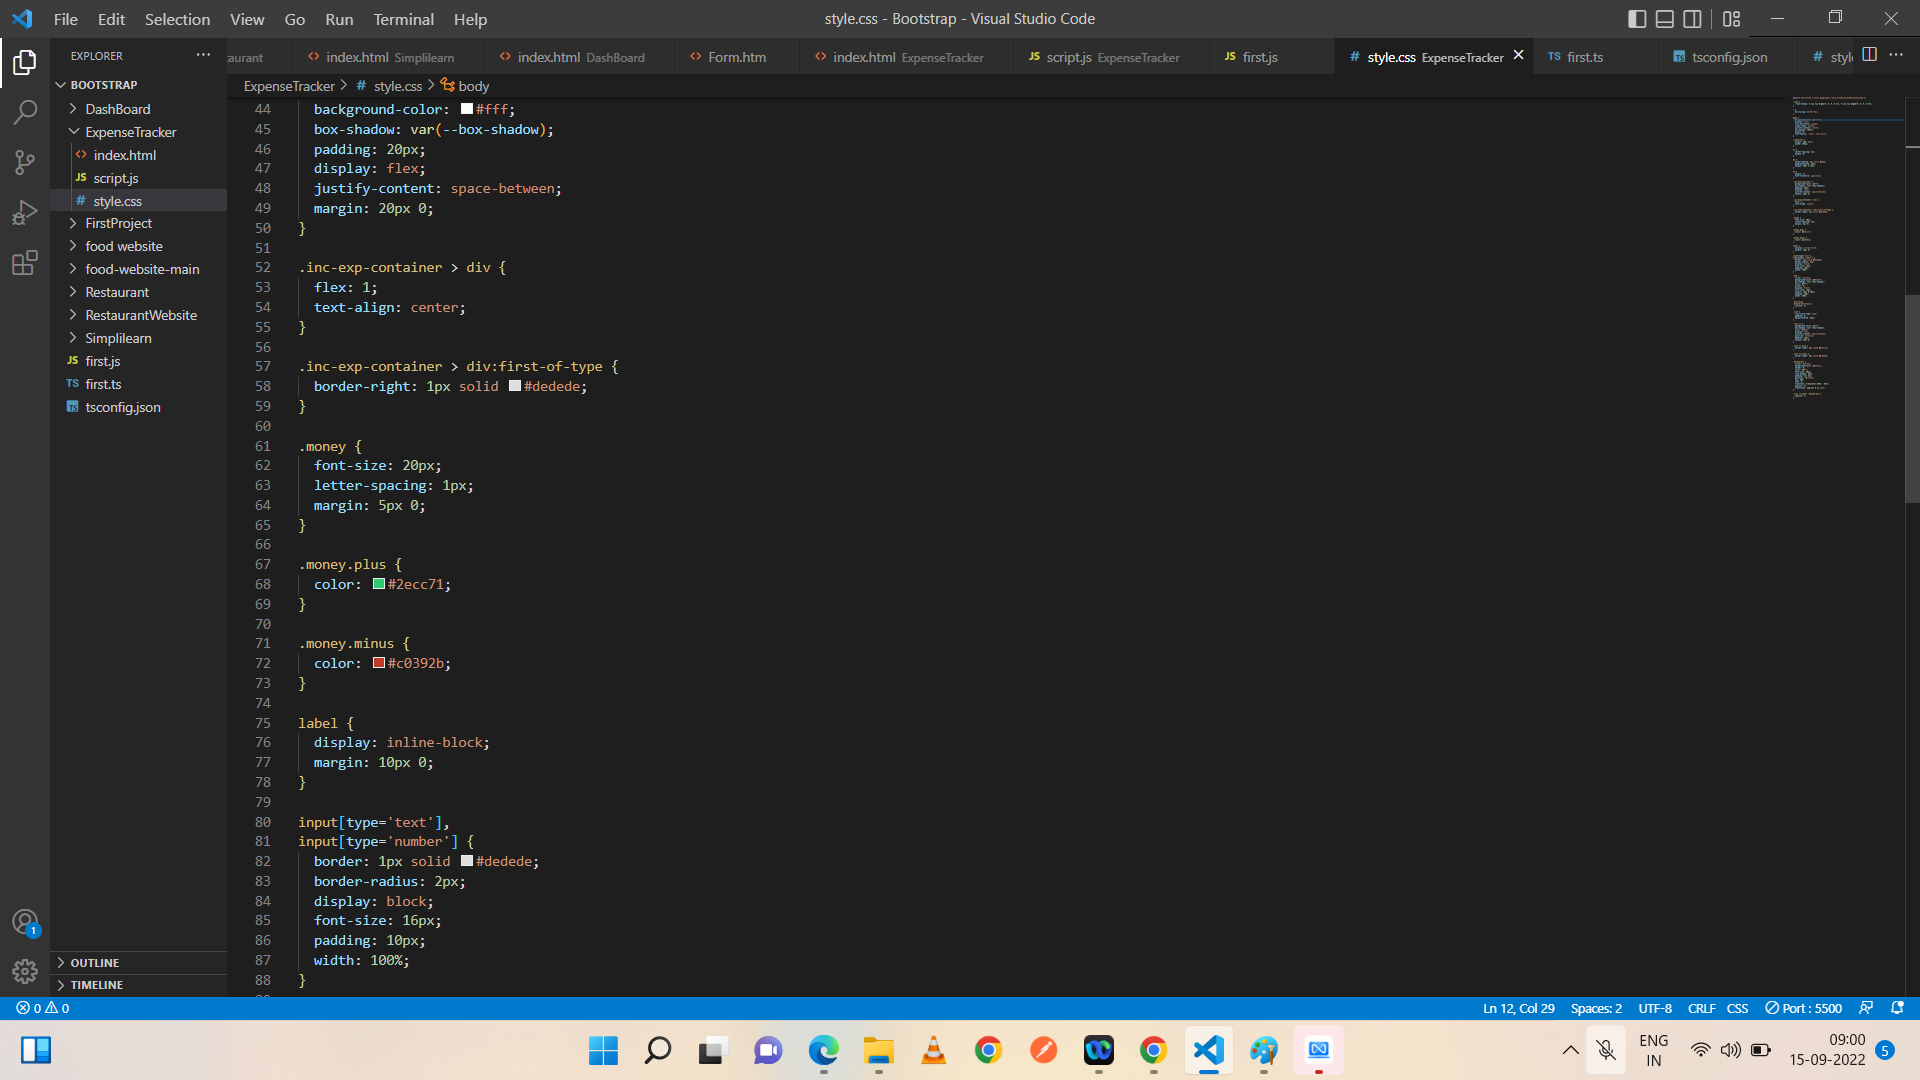 File Edit Selection View Go Run Terminal Help
style.css - Bootstrap - Visual Studio Code
EXPLORER
BOOTSTRAP
DashBoard
ExpenseTracker
index.html
script.js
style.css
FirstProject
food website
food-website-main
Restaurant
RestaurantWebsite
Simplilearn
JS first.js
TS first.ts
tsconfig.json
OUTLINE
TIMELINE
aurant
index.html Simplilearn
index.html DashBoard
Form.htm
index.html ExpenseTracker
JS script.js ExpenseTracker
JS first.js
# style.css ExpenseTracker
TS first.ts
tsconfig.json
# styl
ExpenseTracker > # style.css > body
44 background-color: #fff;
45 box-shadow: var(--box-shadow);
46 padding: 20px;
47 display: flex;
48 justify-content: space-between;
49 margin: 20px 0;
50 }
51
52 .inc-exp-container > div {
53 flex: 1;
54 text-align: center;
55 }
56
57 .inc-exp-container > div:first-of-type {
58 border-right: 1px solid #dedede;
59 }
60
61 .money {
62 font-size: 20px;
63 letter-spacing: 1px;
64 margin: 5px 0;
65 }
66
67 .money.plus {
68 color: #2ecc71;
69 }
70
71 .money.minus {
72 color: #c0392b;
73 }
74
75 label {
76 display: inline-block;
77 margin: 10px 0;
78 }
79
80 input[type='text'],
81 input[type='number'] {
82 border: 1px solid #dedede;
83 border-radius: 2px;
84 display: block;
85 font-size: 16px;
86 padding: 10px;
87 width: 100%;
88 }
1
0 0
Ln 12, Col 29 Spaces: 2 UTF-8 CRLF CSS Port : 5500
ENG
IN
09:00
15-09-2022
5